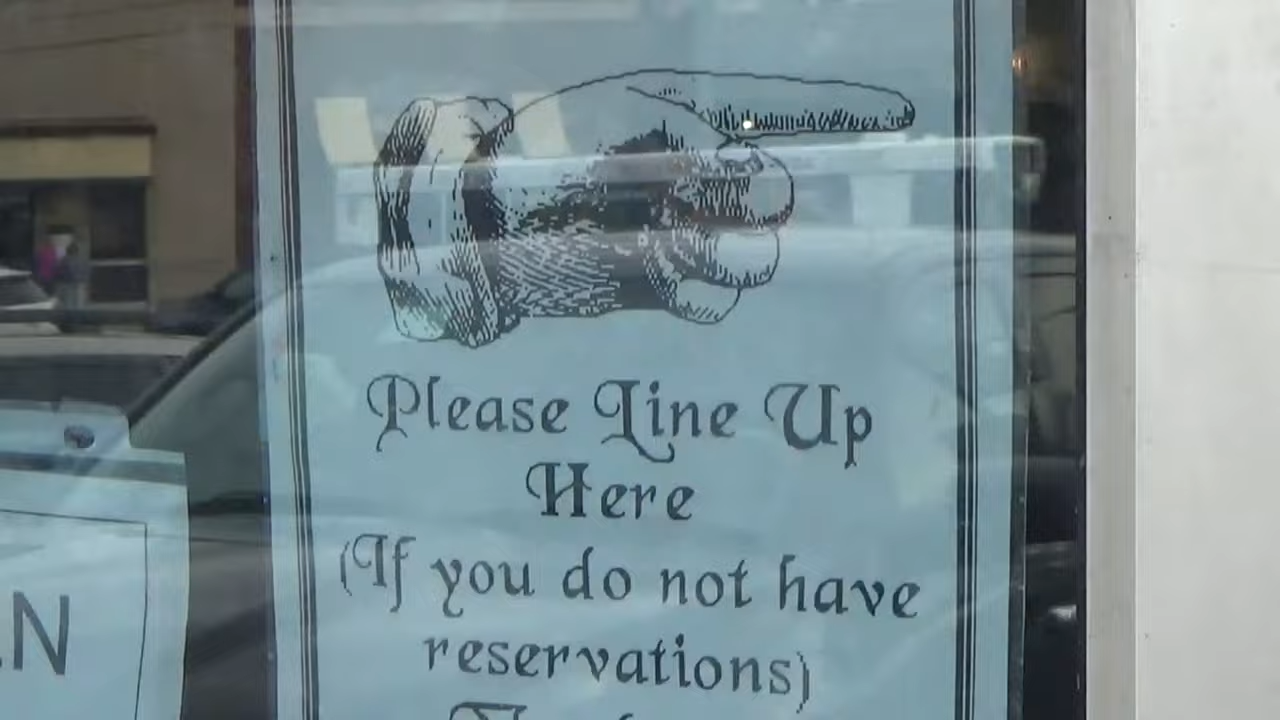 Please Line Up
Here
(If you do not have
reservations)
N